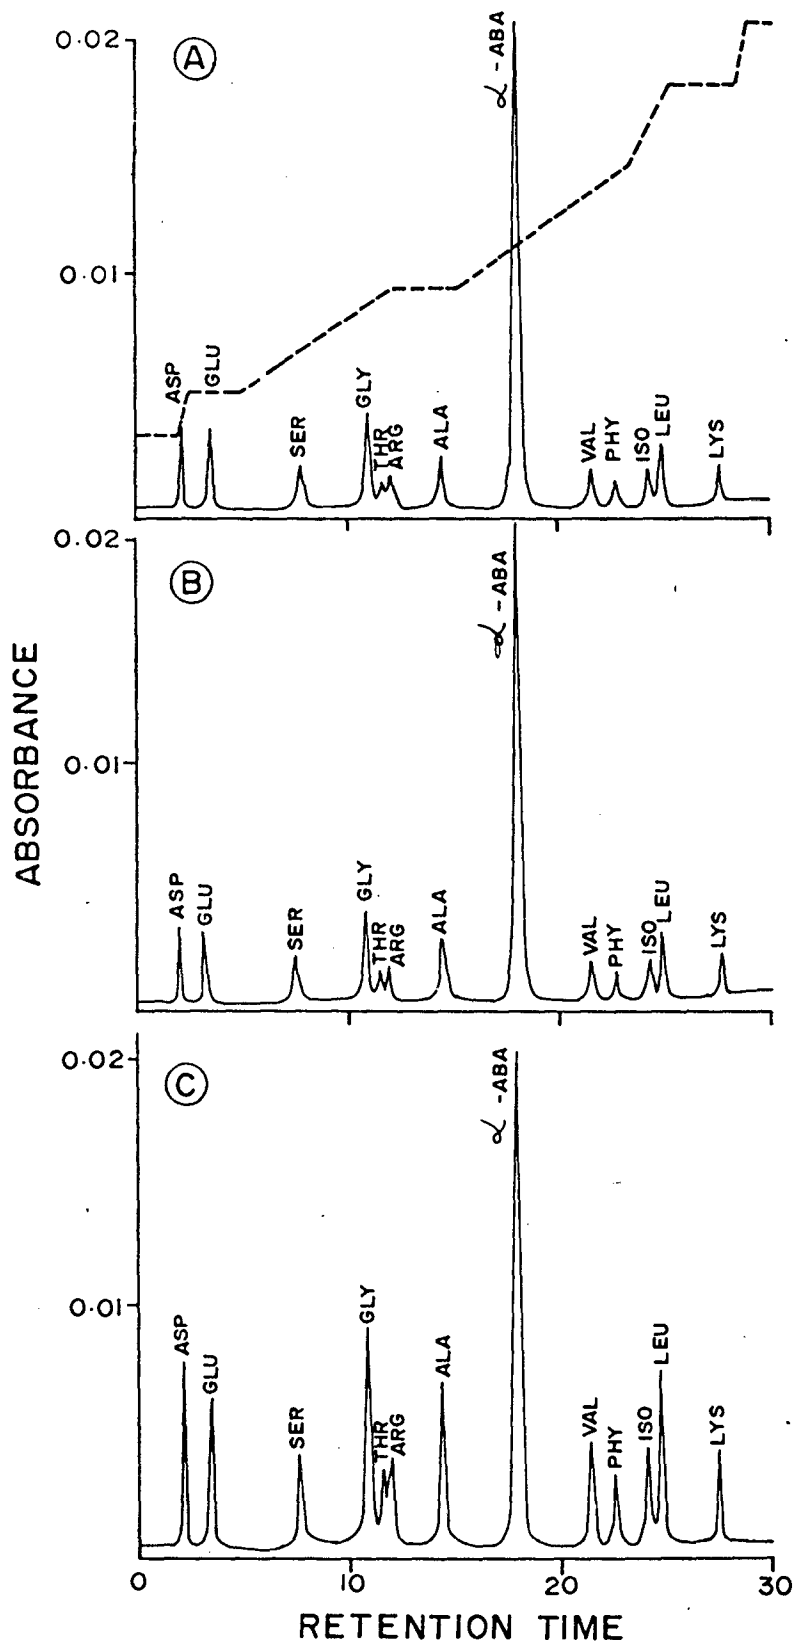 0.02
A
α-ABA
0.01
ASP
GLU
SER
GLY
THR
ARG
ALA
VAL
PHY
ISO
LEU
LYS
0.02
B
α-ABA
0.01
ASP
GLU
SER
GLY
THR
ARG
ALA
VAL
PHY
ISO
LEU
LYS
ABSORBANCE
0.02
C
α-ABA
0.01
ASP
GLU
SER
GLY
THR
ARG
ALA
VAL
PHY
ISO
LEU
LYS
0 10 20 30
RETENTION TIME